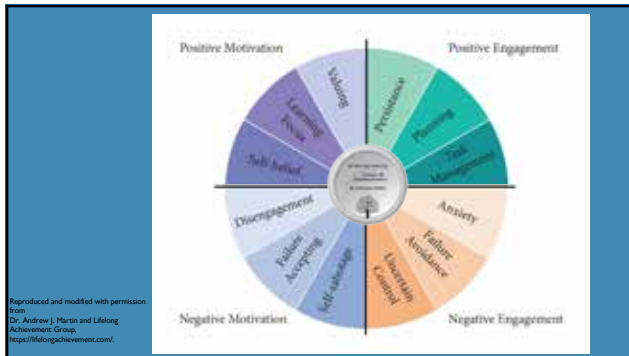 Positive Motivation
Positive Engagement
Valuing
Learning
Focus
Self-belief
Persistance
Planning
Task
Management
Disengagement
Failure
Accepting
Self-sabotage
Anxiety
Failure
Avoidance
Uncertain
Control
Negative Motivation
Negative Engagement
Reproduced and modified with permission
from
Dr. Andrew J. Martin and Lifelong
Achievement Group,
https://lifelongachievement.com/.